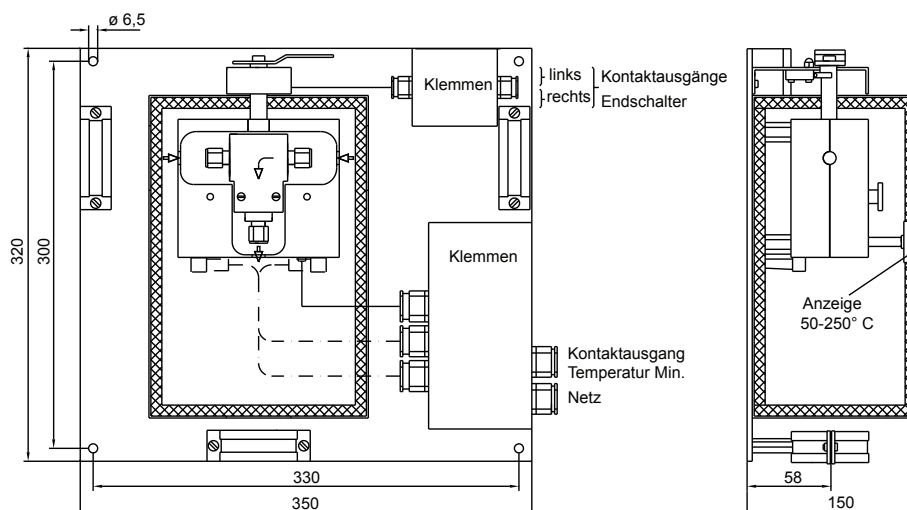 ø 6,5
Klemmen
links
rechts
Kontaktausgänge
Endschalter
320
300
Klemmen
Kontaktausgang
Temperatur Min.
Netz
330
350
Anzeige
50-250° C
58
150